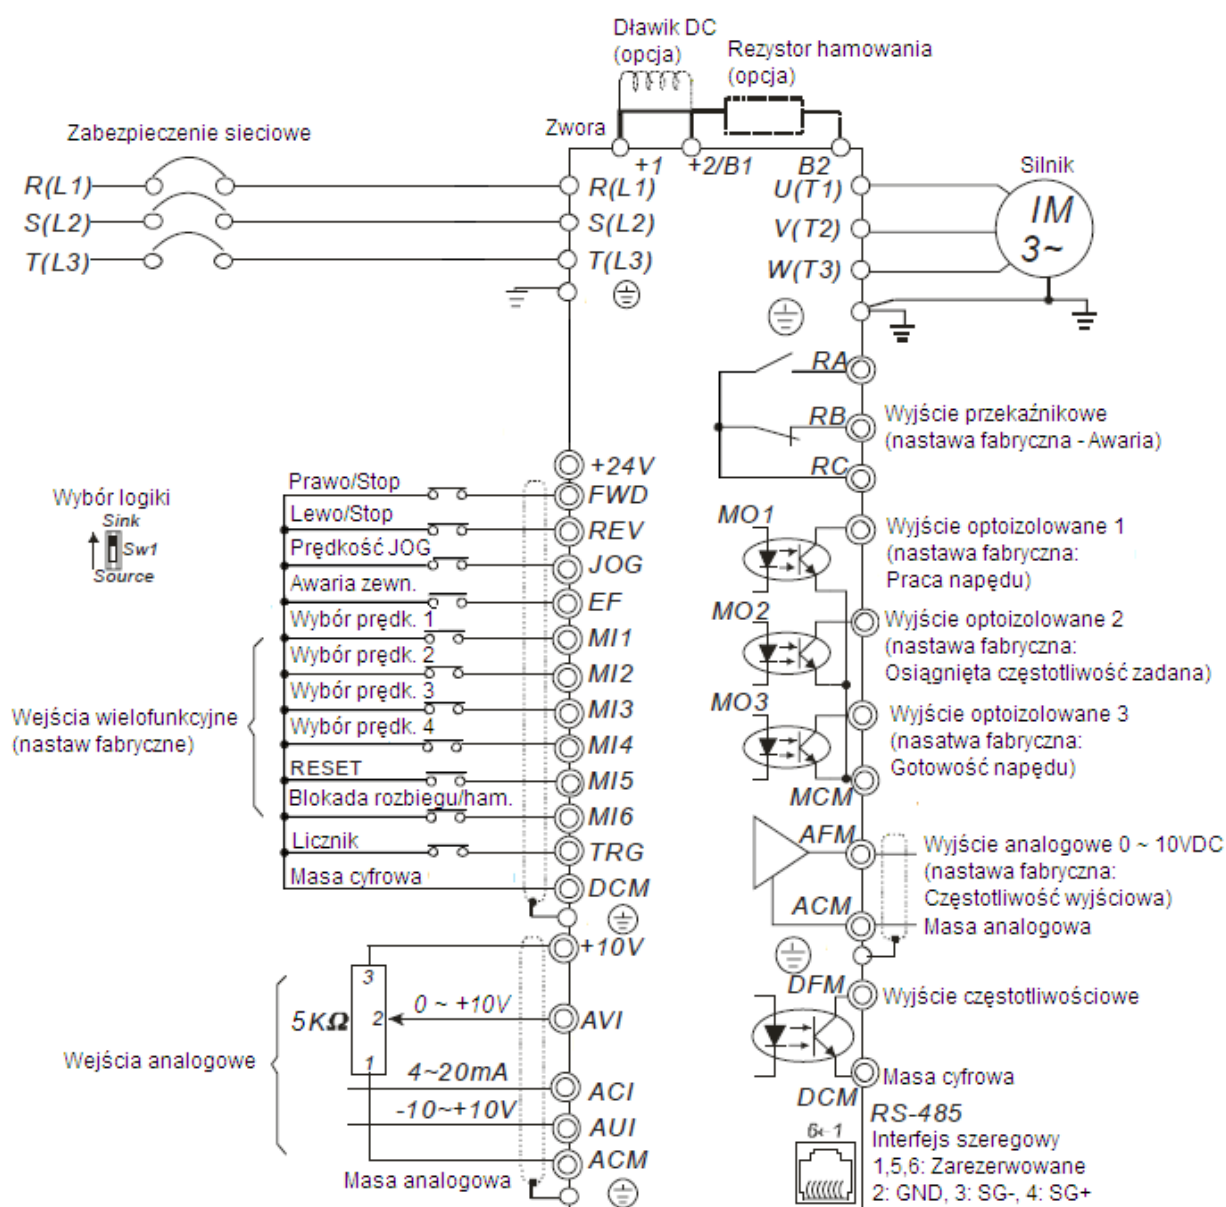 Dławik DC
(opcja)
Rezystor hamowania
(opcja)
Zabezpieczenie sieciowe
Zwora
+1
+2/B1
B2
Silnik
R(L1)
R(L1)
U(T1)
IM
3~
S(L2)
S(L2)
V(T2)
T(L3)
T(L3)
W(T3)
RA
RB
Wyjście przekaźnikowe
(nastawa fabryczna - Awaria)
RC
+24V
Wybór logiki
Sink
Sw1
Source
Prawo/Stop
FWD
Lewo/Stop
REV
Prędkość JOG
JOG
Awaria zewn.
EF
Wybór prędk. 1
MI1
Wybór prędk. 2
MI2
Wybór prędk. 3
MI3
Wybór prędk. 4
MI4
RESET
MI5
Blokada rozbiegu/ham.
MI6
Licznik
TRG
Masa cyfrowa
DCM
Wejścia wielofunkcyjne
(nastaw fabryczne)
MO1
Wyjście optoizolowane 1
(nastawa fabryczna:
Praca napędu)
MO2
Wyjście optoizolowane 2
(nastawa fabryczna:
Osiągnięta częstotliwość zadana)
MO3
Wyjście optoizolowane 3
(nasatwa fabryczna:
Gotowość napędu)
MCM
AFM
Wyjście analogowe 0 ~ 10VDC
(nastawa fabryczna:
Częstotliwość wyjściowa)
ACM
Masa analogowa
+10V
3
5KΩ
2
0 ~ +10V
AVI
1
Wejścia analogowe
4~20mA
ACI
-10~+10V
AUI
ACM
Masa analogowa
DFM
Wyjście częstotliwościowe
Masa cyfrowa
DCM
RS-485
6←1
Interfejs szeregowy
1,5,6: Zarezerwowane
2: GND, 3: SG-, 4: SG+